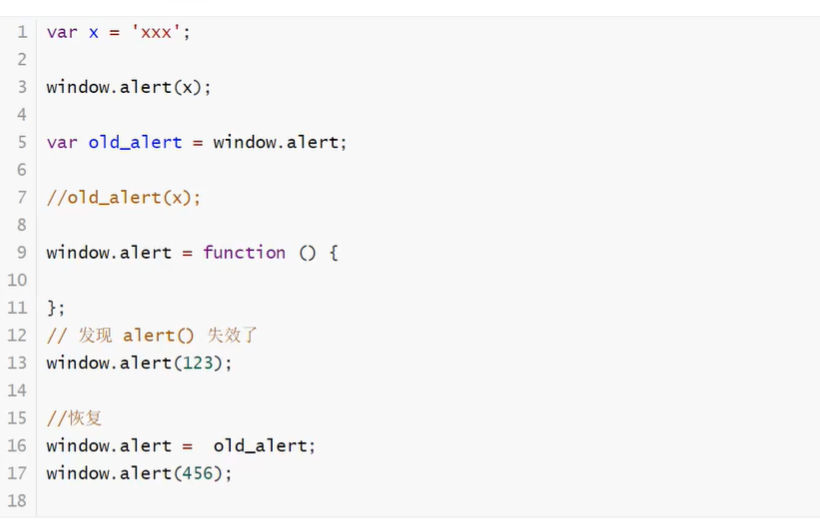 1 var x = 'xxx';
2
3 window.alert(x);
4
5 var old_alert = window.alert;
6
7 //old_alert(x);
8
9 window.alert = function () {
10
11 };
12 // 发现 alert() 失效了
13 window.alert(123);
14
15 //恢复
16 window.alert =  old_alert;
17 window.alert(456);
18